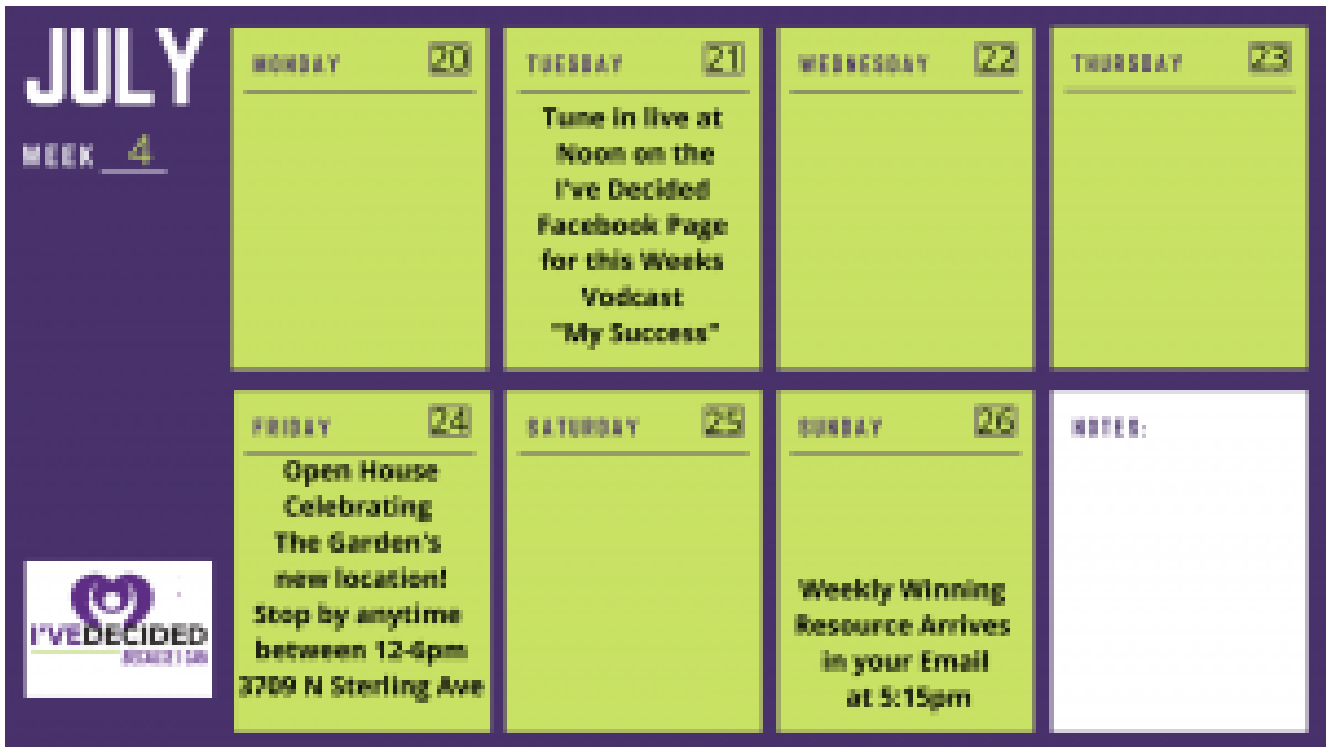 JULY
WEEK 4
MONDAY 20
TUESDAY 21
Tune in live at
Noon on the
I've Decided
Facebook Page
for this Weeks
Vodcast
"My Success"
WEDNESDAY 22
THURSDAY 23
FRIDAY 24
Open House
Celebrating
The Garden's
new location!
Stop by anytime
between 12-6pm
3709 N Sterling Ave
SATURDAY 25
SUNDAY 26
Weekly Winning
Resource Arrives
in your Email
at 5:15pm
NOTES:
I'VEDECIDED
BECAUSE I CAN